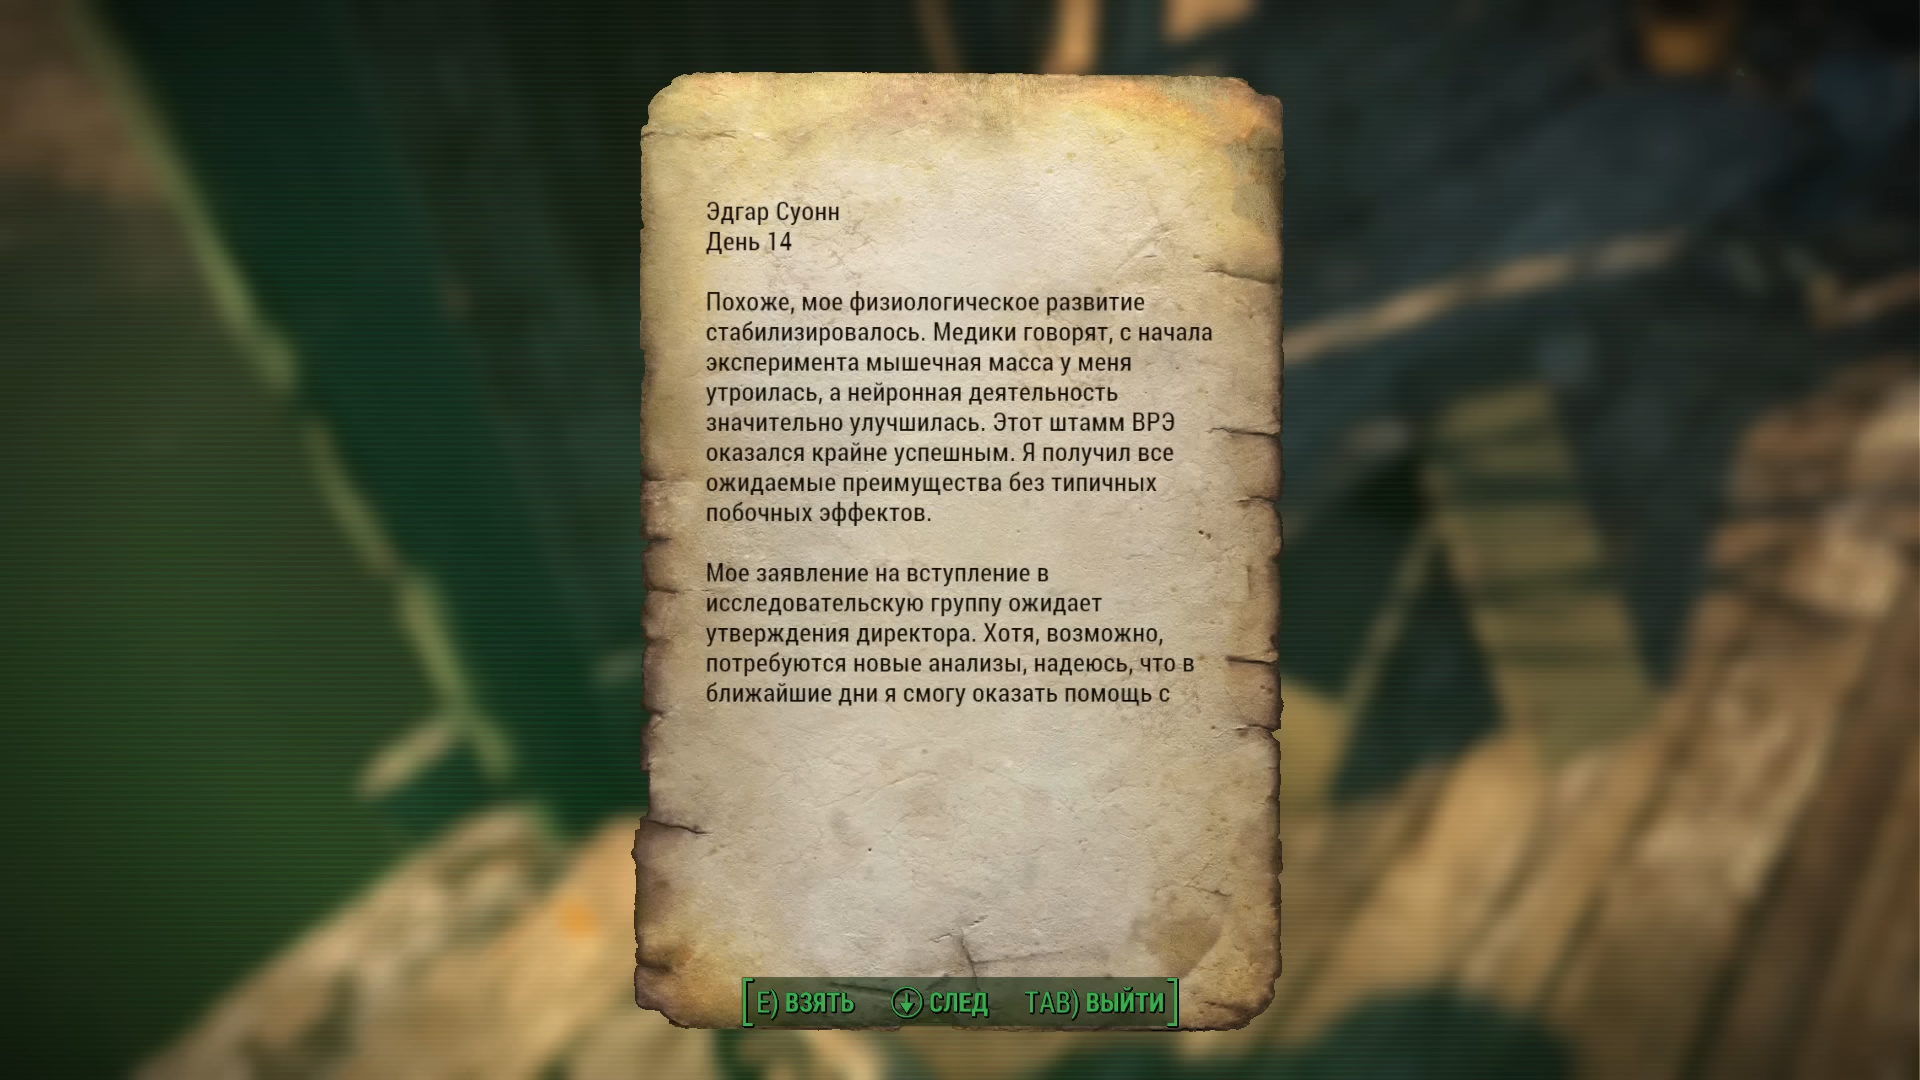 Эдгар Суонн
День 14
Похоже, мое физиологическое развитие
стабилизировалось. Медики говорят, с начала
эксперимента мышечная масса у меня
утроилась, а нейронная деятельность
значительно улучшилась. Этот штамм ВРЭ
оказался крайне успешным. Я получил все
ожидаемые преимущества без типичных
побочных эффектов.
Мое заявление на вступление в
исследовательскую группу ожидает
утверждения директора. Хотя, возможно,
потребуются новые анализы, надеюсь, что в
ближайшие дни я смогу оказать помощь с
E) ВЗЯТЬ СЛЕД TAB) ВЫЙТИ